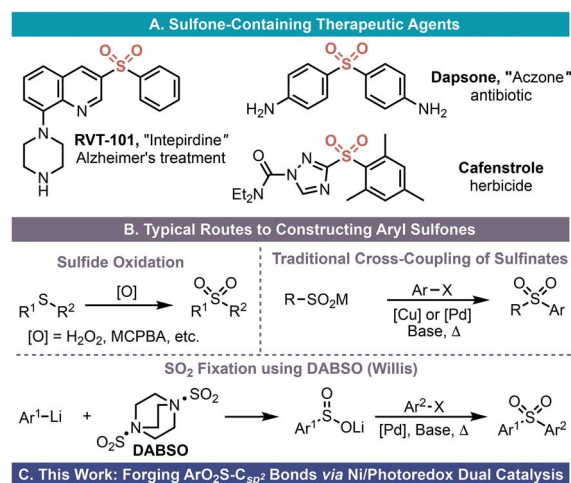 A. Sulfone-Containing Therapeutic Agents
O O
S
N
N
N
H
RVT-101, "Intepirdine"
Alzheimer's treatment
O O
S
H₂N
NH₂
Dapsone, "Aczone"
antibiotic
O
Et₂N
N
N
N
O O
S
Cafenstrole
herbicide
B. Typical Routes to Constructing Aryl Sulfones
Sulfide Oxidation
R¹ S R²
[O]
O O
R¹ S R²
[O] = H₂O₂, MCPBA, etc.
Traditional Cross-Coupling of Sulfinates
R–SO₂M
Ar–X
[Cu] or [Pd]
Base, Δ
O O
R S Ar
SO₂ Fixation using DABSO (Willis)
Ar¹–Li
+
N • SO₂
O₂S • N
DABSO
O
Ar¹ S OLi
Ar²–X
[Pd], Base, Δ
O O
Ar¹ S Ar²
C. This Work: Forging ArO₂S-Csp² Bonds via Ni/Photoredox Dual Catalysis